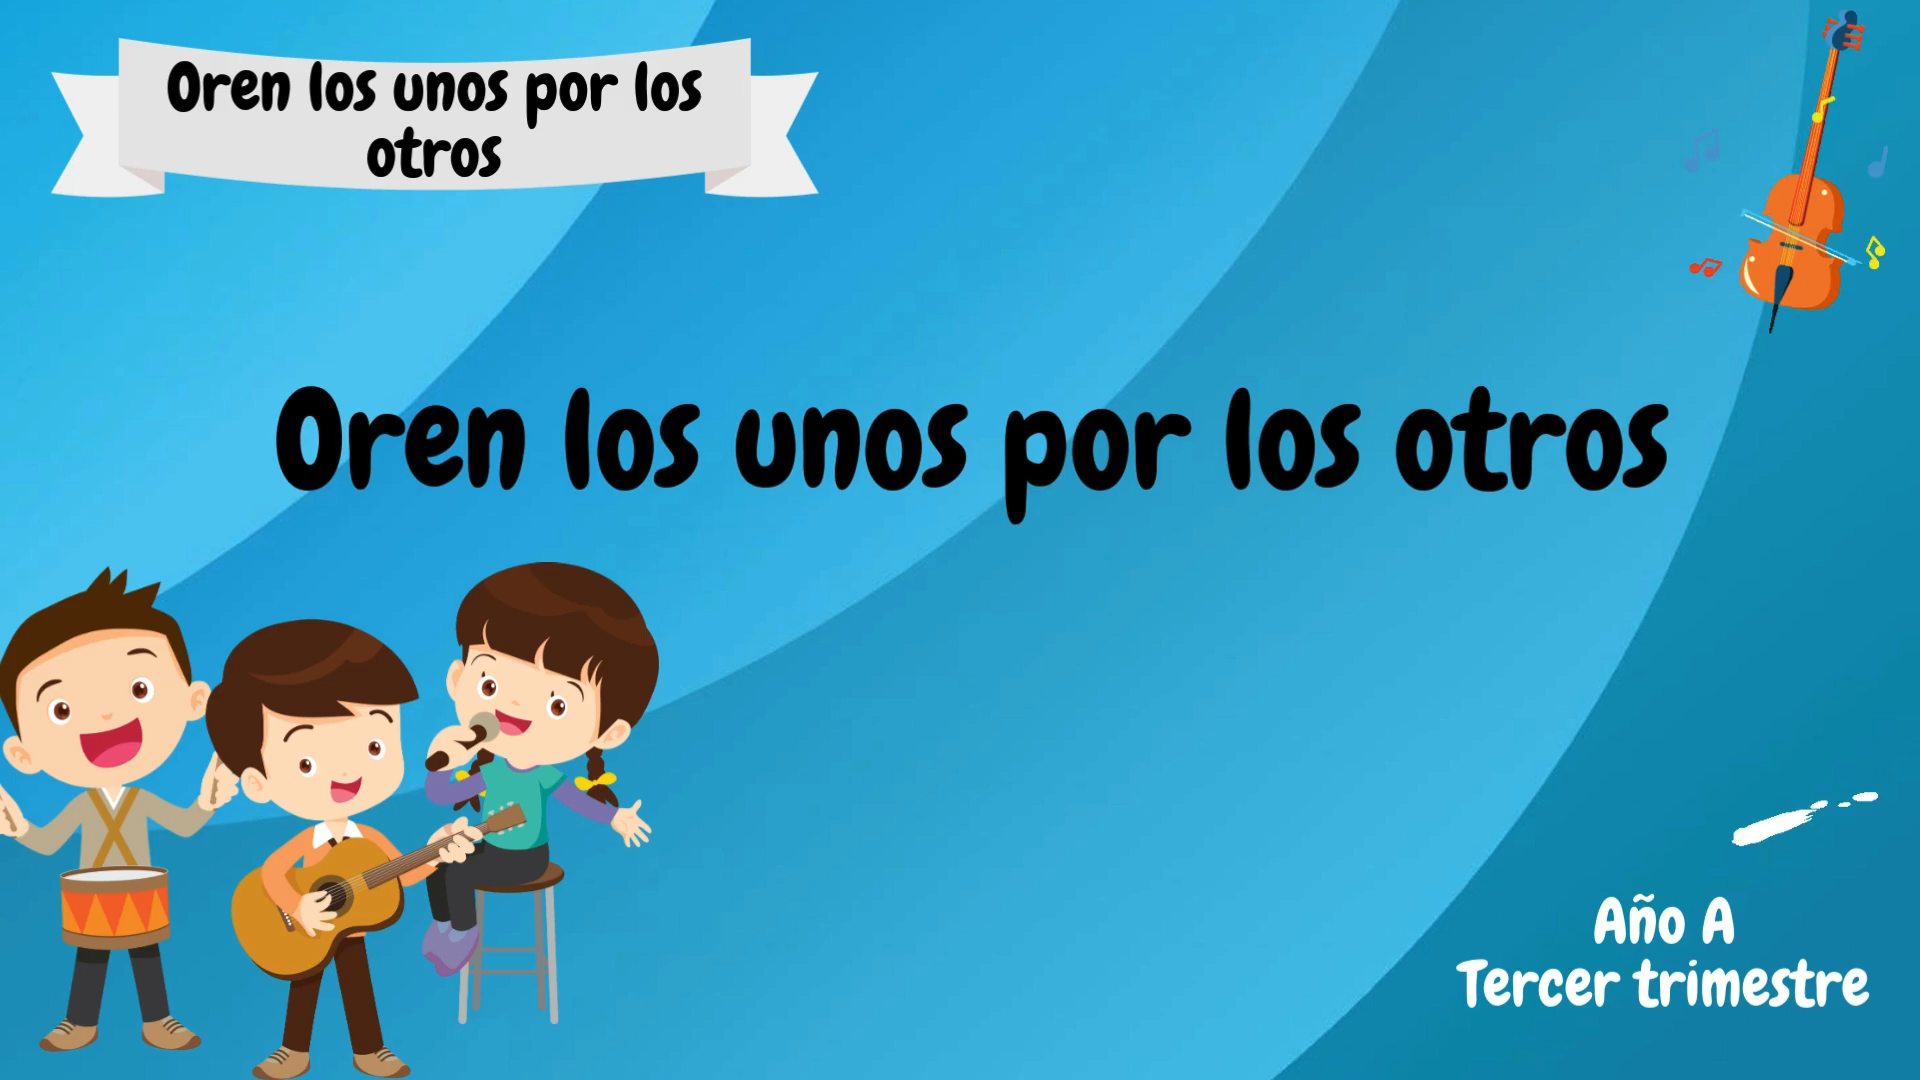 Oren los unos por los
otros
Oren los unos por los otros
Año A
Tercer trimestre